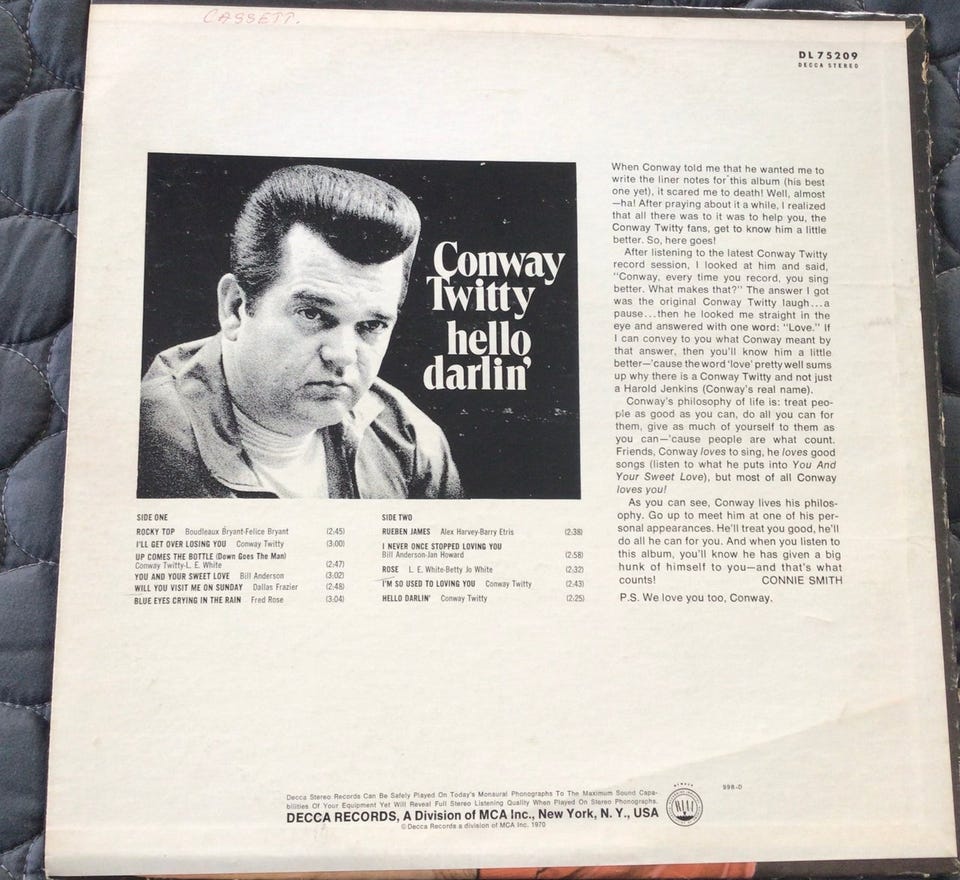 CASSETT.
DL 75209
DECCA STEREO
Conway
Twitty
hello
darlin'
When Conway told me that he wanted me to
write the liner notes for this album (his best
one yet), it scared me to death! Well, almost
—ha! After praying about it a while, I realized
that all there was to it was to help you, the
Conway Twitty fans, get to know him a little
better. So, here goes!
After listening to the latest Conway Twitty
record session, I looked at him and said,
"Conway, every time you record, you sing
better. What makes that?" The answer I got
was the original Conway Twitty laugh...a
pause...then he looked me straight in the
eye and answered with one word: "Love." If
I can convey to you what Conway meant by
that answer, then you'll know him a little
better—'cause the word 'love' pretty well sums
up why there is a Conway Twitty and not just
a Harold Jenkins (Conway's real name).
Conway's philosophy of life is: treat peo-
ple as good as you can, do all you can for
them, give as much of yourself to them as
you can—'cause people are what count.
Friends, Conway loves to sing, he loves good
songs (listen to what he puts into You And
Your Sweet Love), but most of all Conway
loves you!
As you can see, Conway lives his philos-
ophy. Go up to meet him at one of his per-
sonal appearances. He'll treat you good, he'll
do all he can for you. And when you listen to
this album, you'll know he has given a big
hunk of himself to you—and that's what
counts! CONNIE SMITH
P.S. We love you too, Conway.
SIDE ONE
ROCKY TOP Boudleaux Bryant-Felice Bryant (2:45)
I'LL GET OVER LOSING YOU Conway Twitty (3:00)
UP COMES THE BOTTLE (Down Goes The Man)
Conway Twitty-L. E. White (2:47)
YOU AND YOUR SWEET LOVE Bill Anderson (3:02)
WILL YOU VISIT ME ON SUNDAY Dallas Frazier (2:48)
BLUE EYES CRYING IN THE RAIN Fred Rose (3:04)
SIDE TWO
RUEBEN JAMES Alex Harvey-Barry Etris (2:38)
I NEVER ONCE STOPPED LOVING YOU
Bill Anderson-Jan Howard (2:58)
ROSE L. E. White-Betty Jo White (2:32)
I'M SO USED TO LOVING YOU Conway Twitty (2:43)
HELLO DARLIN' Conway Twitty (2:25)
Decca Stereo Records Can Be Safely Played On Today's Monaural Phonographs To The Maximum Sound Capa-
bilities Of Your Equipment Yet Will Reveal Full Stereo Listening Quality When Played On Stereo Phonographs.
DECCA RECORDS, A Division of MCA Inc., New York, N. Y., USA
© Decca Records a division of MCA Inc. 1970
RIAA
998-D